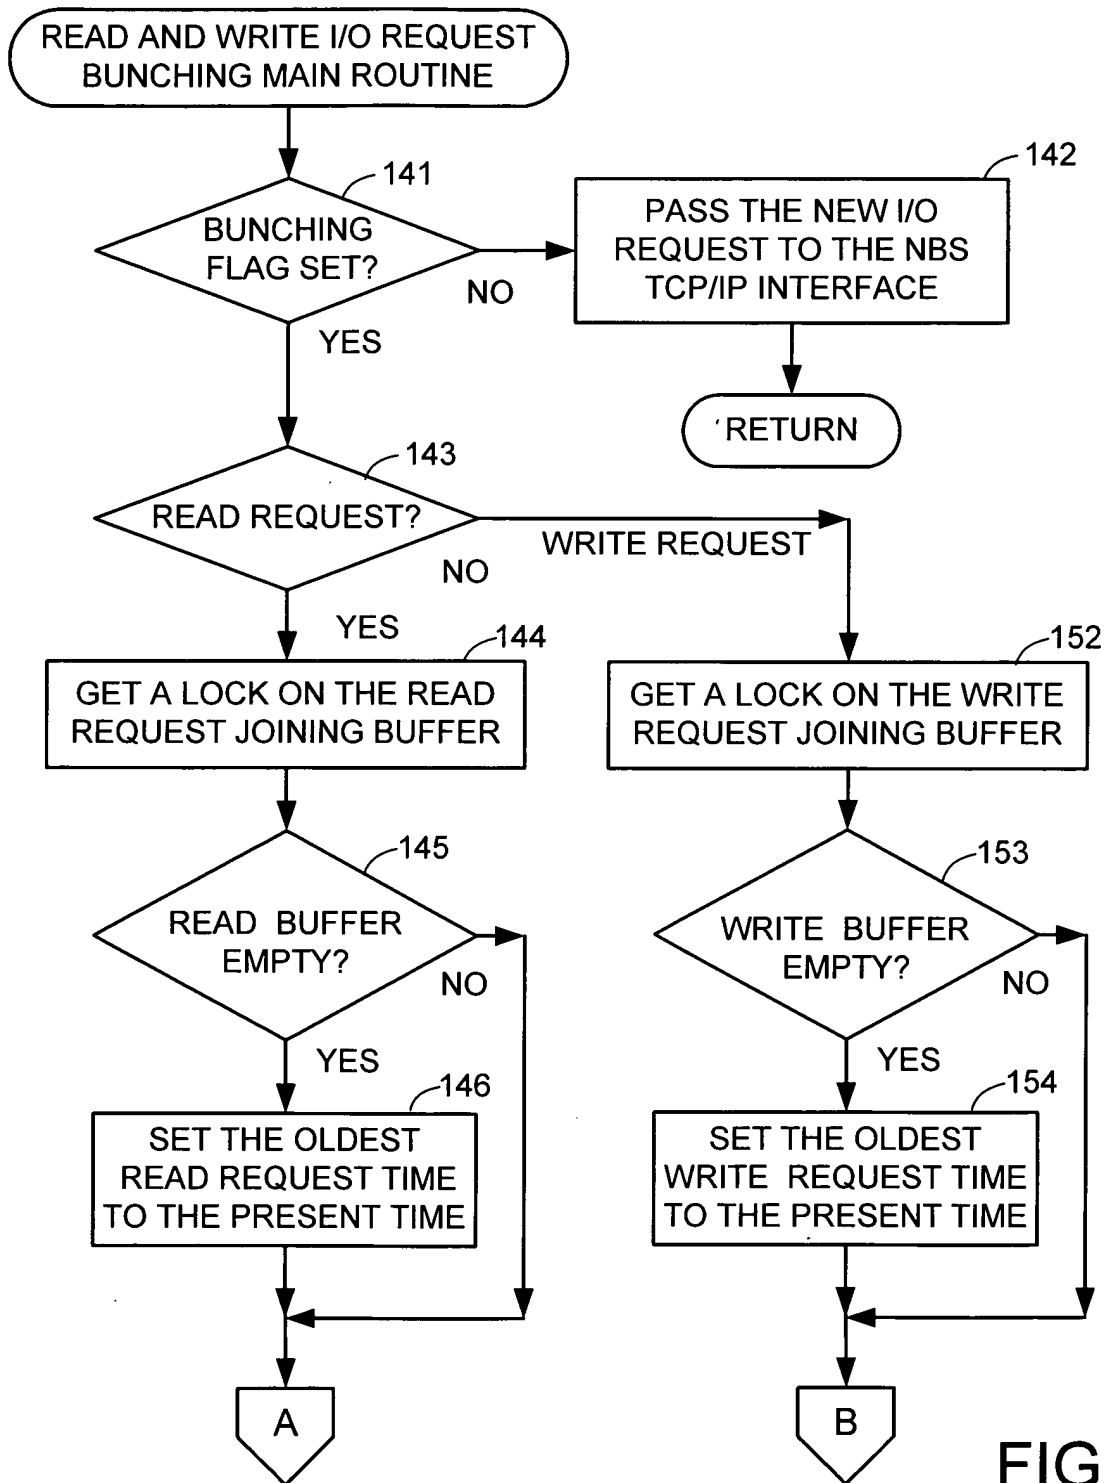 READ AND WRITE I/O REQUEST
BUNCHING MAIN ROUTINE
141
BUNCHING
FLAG SET?
NO
YES
142
PASS THE NEW I/O
REQUEST TO THE NBS
TCP/IP INTERFACE
RETURN
143
READ REQUEST?
WRITE REQUEST
NO
YES
144
GET A LOCK ON THE READ
REQUEST JOINING BUFFER
152
GET A LOCK ON THE WRITE
REQUEST JOINING BUFFER
145
READ BUFFER
EMPTY?
NO
YES
153
WRITE BUFFER
EMPTY?
NO
YES
146
SET THE OLDEST
READ REQUEST TIME
TO THE PRESENT TIME
154
SET THE OLDEST
WRITE REQUEST TIME
TO THE PRESENT TIME
A
B
FIG